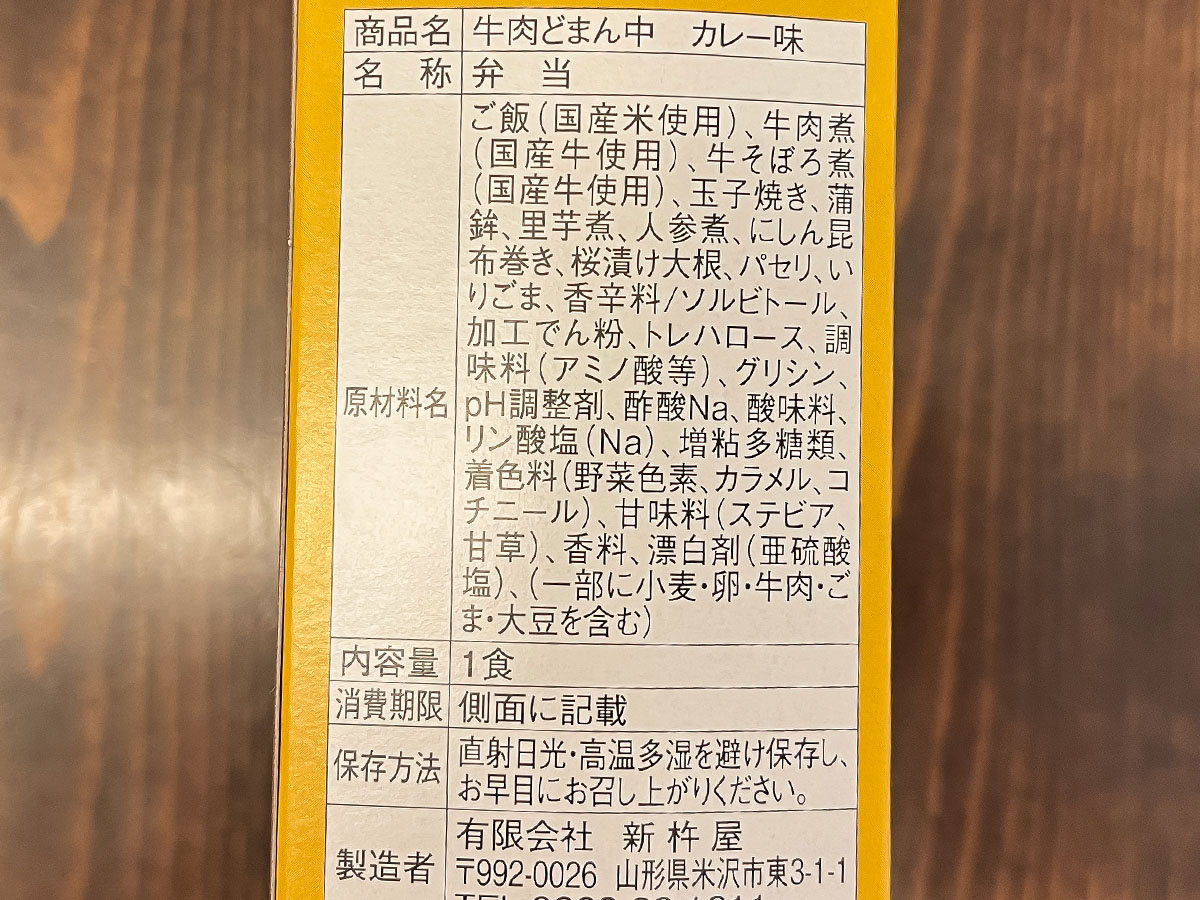 商品名 牛肉どまん中 カレー味
名称 弁当
原材料名
ご飯(国産米使用)、牛肉煮
(国産牛使用)、牛そぼろ煮
(国産牛使用)、玉子焼き、蒲
鉾、里芋煮、人参煮、にしん昆
布巻き、桜漬け大根、パセリ、い
りごま、香辛料/ソルビトール、
加工でん粉、トレハロース、調
味料(アミノ酸等)、グリシン、
pH調整剤、酢酸Na、酸味料、
リン酸塩(Na)、増粘多糖類、
着色料(野菜色素、カラメル、コ
チニール)、甘味料(ステビア、
甘草)、香料、漂白剤(亜硫酸
塩)、(一部に小麦・卵・牛肉・ご
ま・大豆を含む)
内容量 1食
消費期限 側面に記載
保存方法
直射日光・高温多湿を避け保存し、
お早目にお召し上がりください。
製造者
有限会社 新杵屋
〒992-0026 山形県米沢市東3-1-1